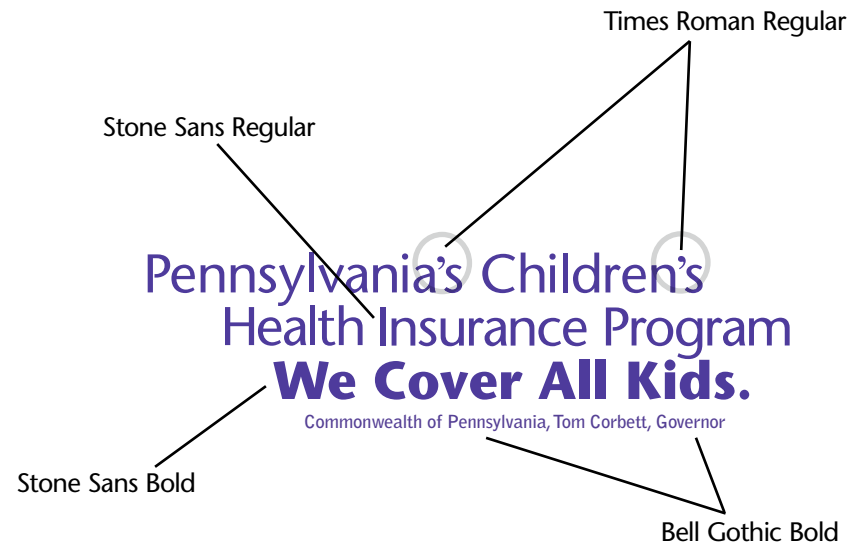 Times Roman Regular
Stone Sans Regular
Pennsylvania’s Children’s
Health Insurance Program
We Cover All Kids.
Commonwealth of Pennsylvania, Tom Corbett, Governor
Stone Sans Bold
Bell Gothic Bold